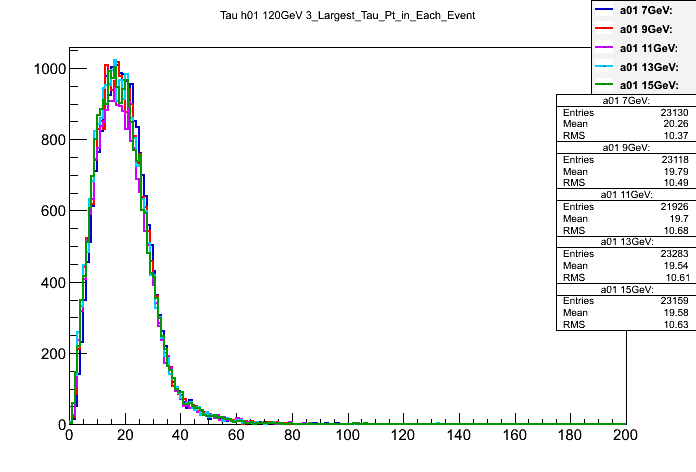 Tau h01 120GeV 3_Largest_Tau_Pt_in_Each_Event
a01 7GeV:
a01 9GeV:
a01 11GeV:
a01 13GeV:
a01 15GeV:
a01 7GeV:
Entries 23130
Mean 20.26
RMS 10.37
a01 9GeV:
Entries 23118
Mean 19.79
RMS 10.49
a01 11GeV:
Entries 21926
Mean 19.7
RMS 10.68
a01 13GeV:
Entries 23283
Mean 19.54
RMS 10.61
a01 15GeV:
Entries 23159
Mean 19.58
RMS 10.63
1000
800
600
400
200
0
0 20 40 60 80 100 120 140 160 180 200